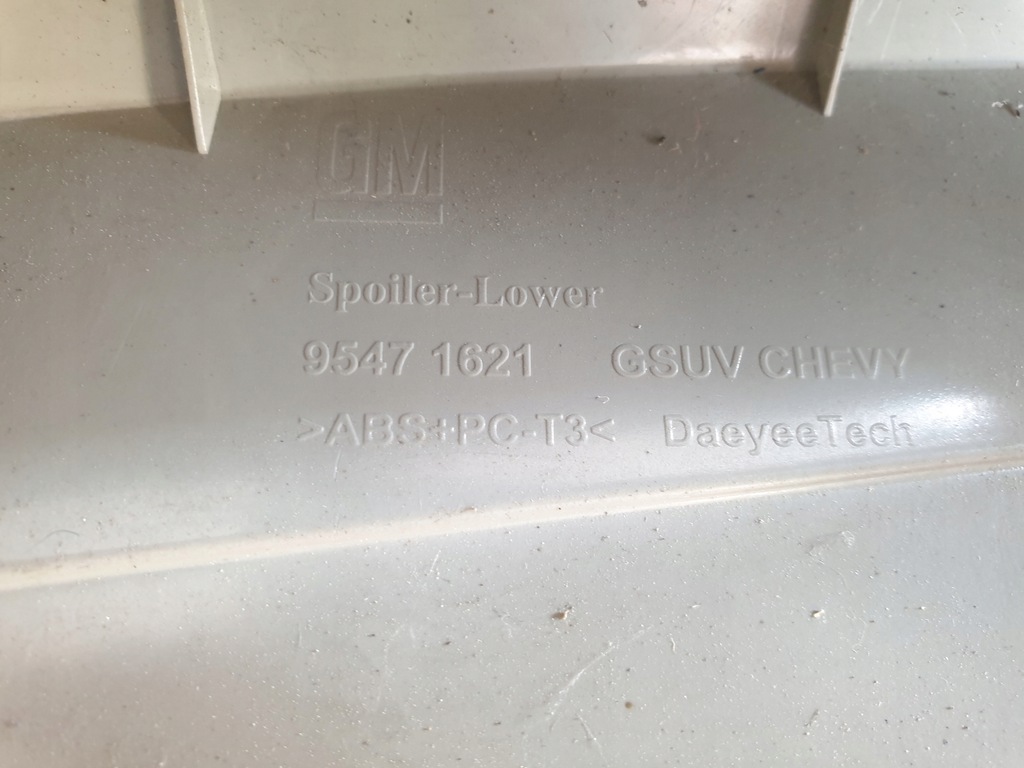 GM
Spoiler-Lower
9547 1621 GSUV CHEVY
>ABS+PC-T3< DaeyeeTech